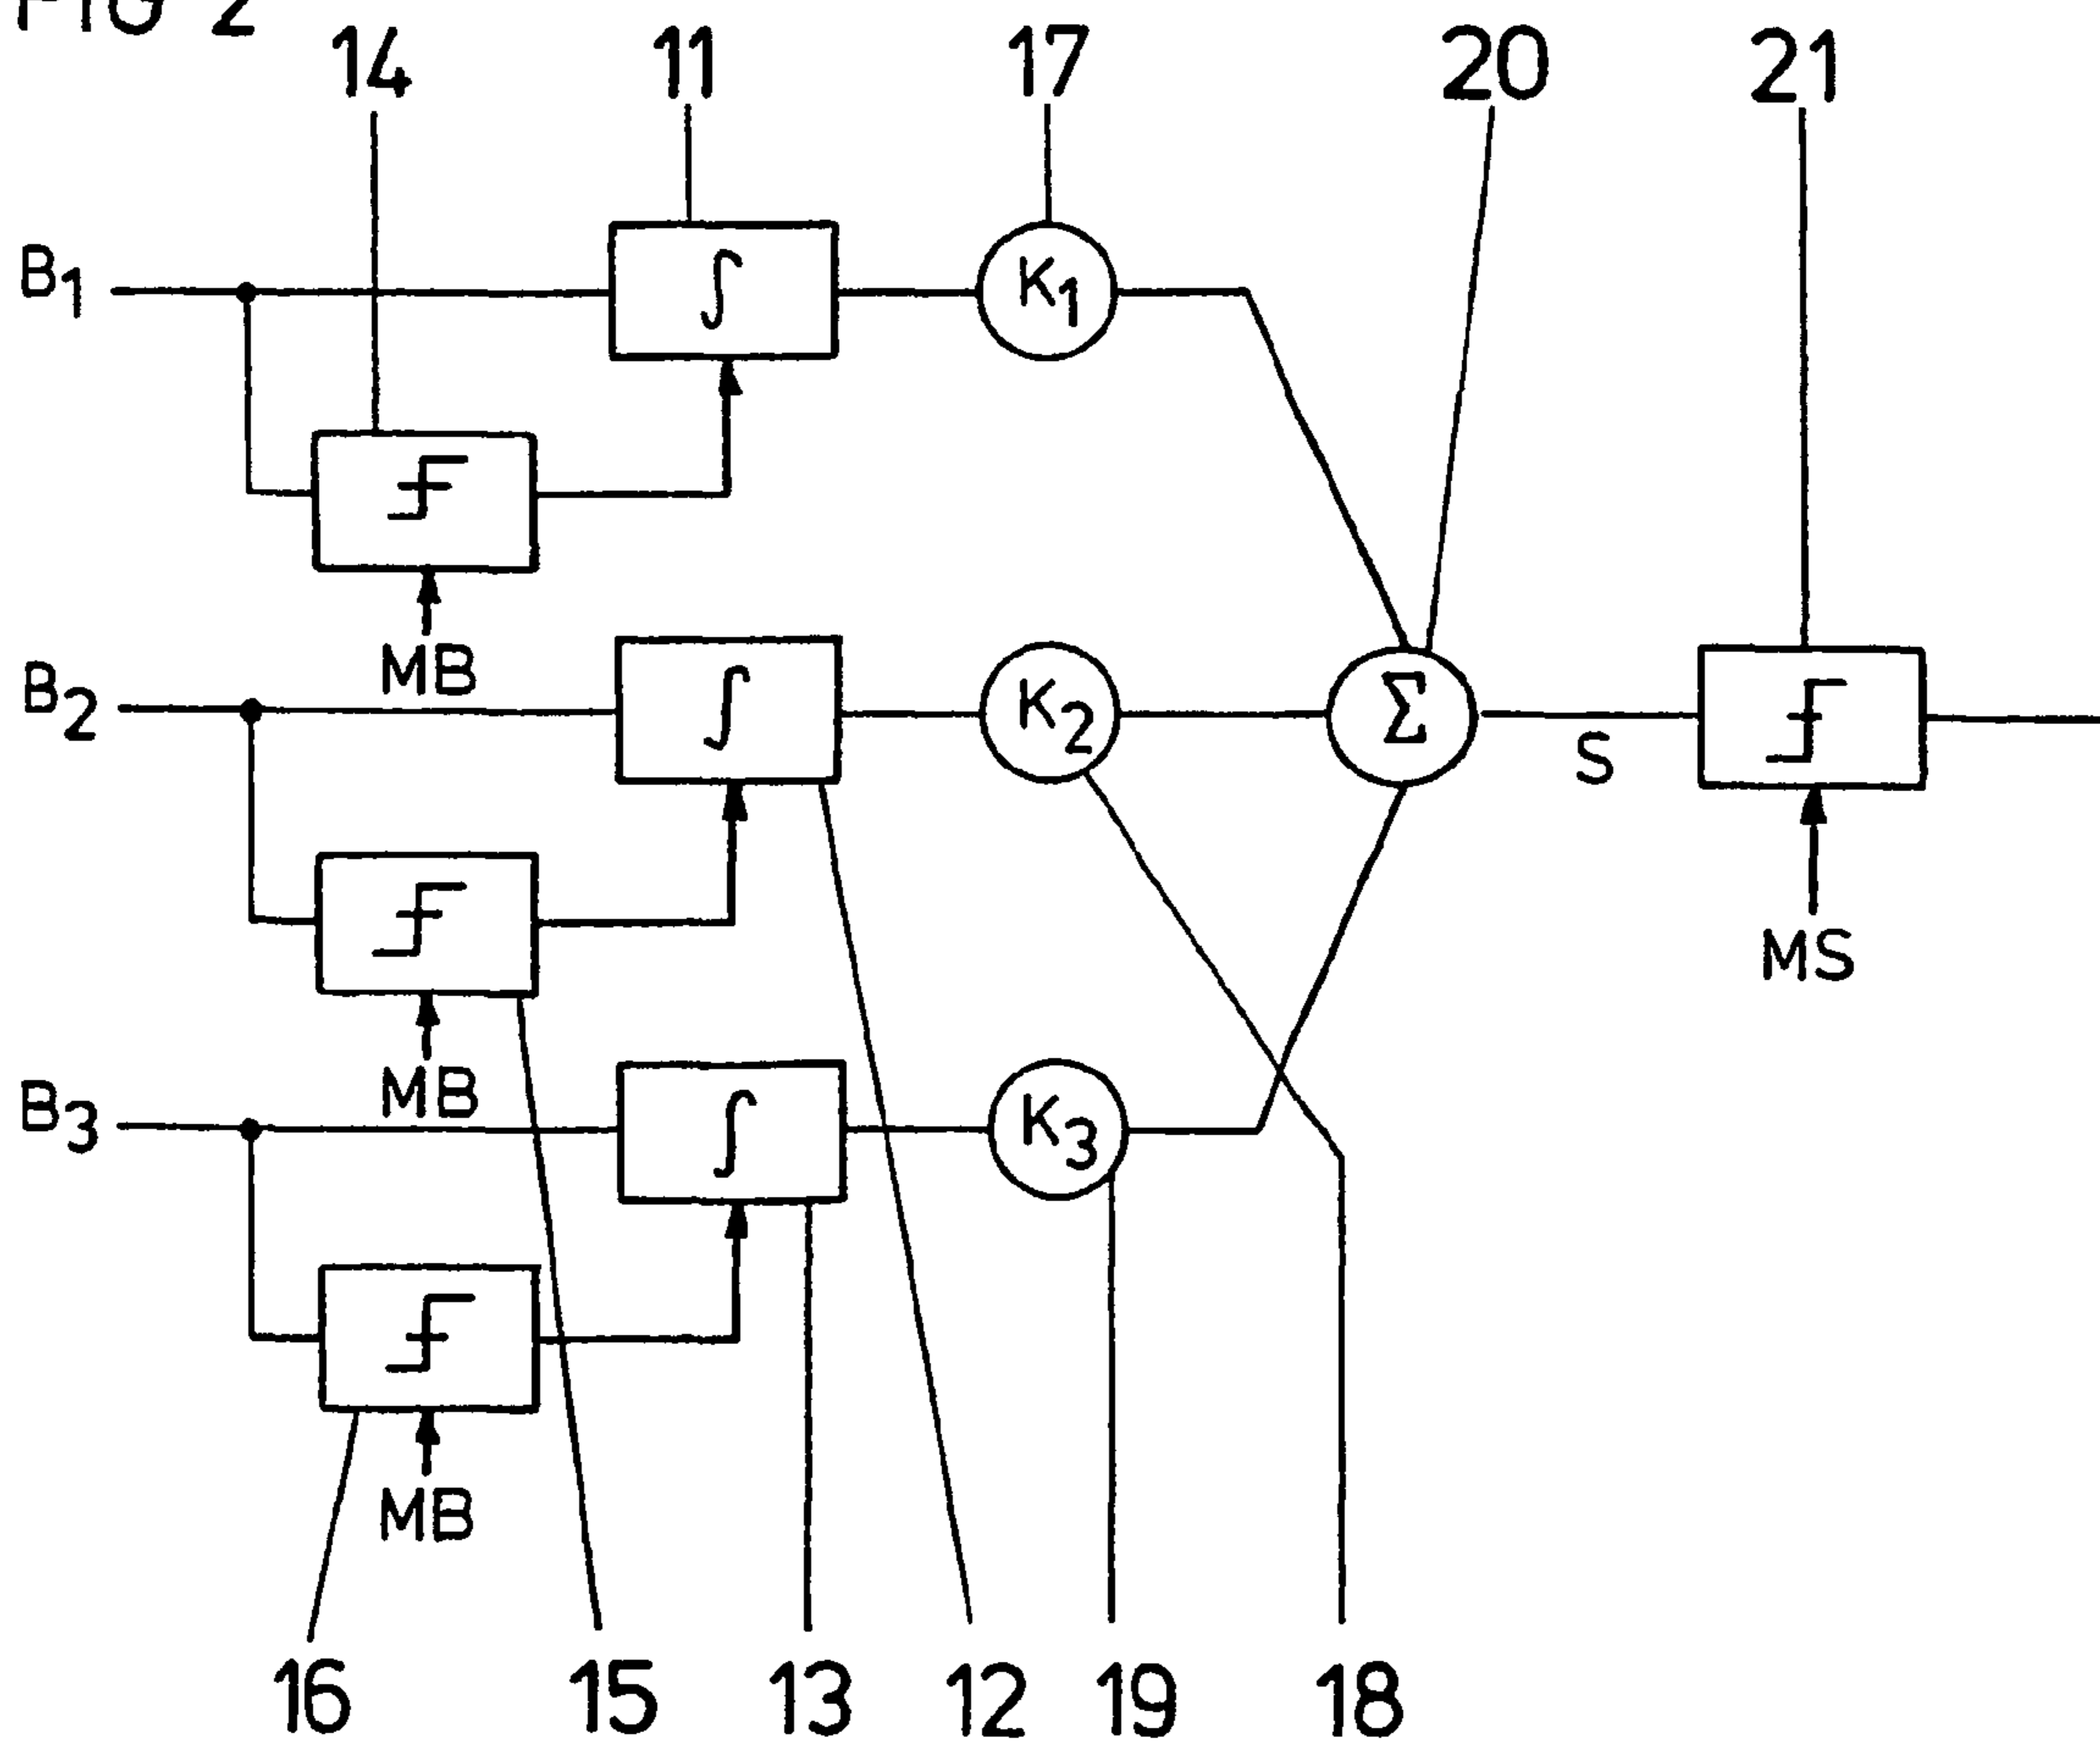 FIG 2
14 11 17 20 21
B1 ∫ K1
MB
B2 ∫ K2 Σ S
MS
MB
B3 ∫ K3
MB
16 15 13 12 19 18